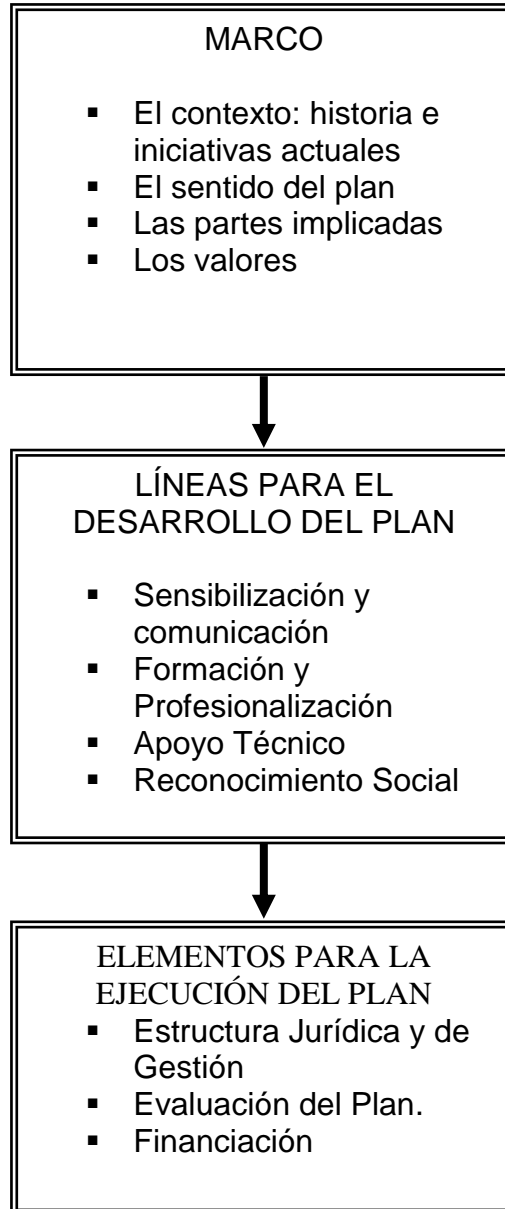 MARCO
▪ El contexto: historia e
iniciativas actuales
▪ El sentido del plan
▪ Las partes implicadas
▪ Los valores
LÍNEAS PARA EL
DESARROLLO DEL PLAN
▪ Sensibilización y
comunicación
▪ Formación y
Profesionalización
▪ Apoyo Técnico
▪ Reconocimiento Social
ELEMENTOS PARA LA
EJECUCIÓN DEL PLAN
▪ Estructura Jurídica y de
Gestión
▪ Evaluación del Plan.
▪ Financiación